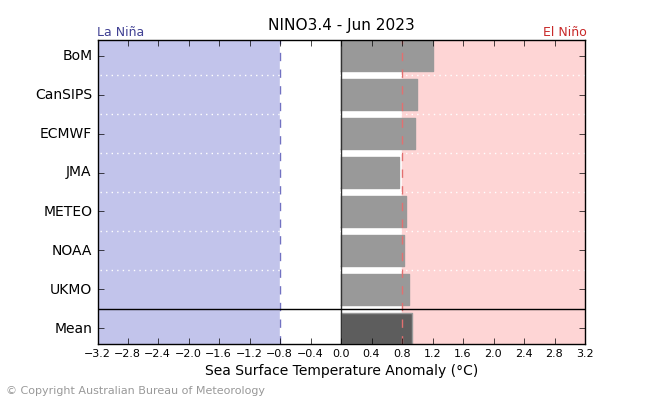 NINO3.4 - Jun 2023
La Niña
El Niño
BoM
CanSIPS
ECMWF
JMA
METEO
NOAA
UKMO
Mean
−3.2 −2.8 −2.4 −2.0 −1.6 −1.2 −0.8 −0.4 0.0 0.4 0.8 1.2 1.6 2.0 2.4 2.8 3.2
Sea Surface Temperature Anomaly (°C)
© Copyright Australian Bureau of Meteorology